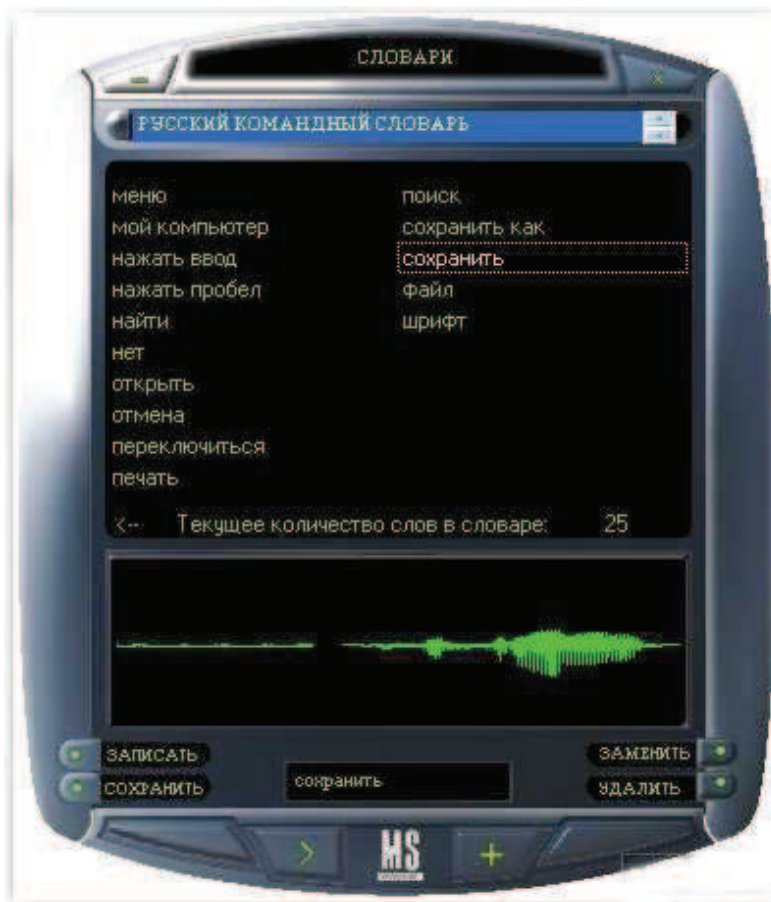 СЛОВАРИ
РУССКИЙ КОМАНДНЫЙ СЛОВАРЬ
меню
мой компьютер
нажать ввод
нажать пробел
найти
нет
открыть
отмена
переключиться
печать
поиск
сохранить как
сохранить
файл
шрифт
<-- Текущее количество слов в словаре: 25
ЗАПИСАТЬ
СОХРАНИТЬ
сохранить
ЗАМЕНИТЬ
УДАЛИТЬ
> MS +